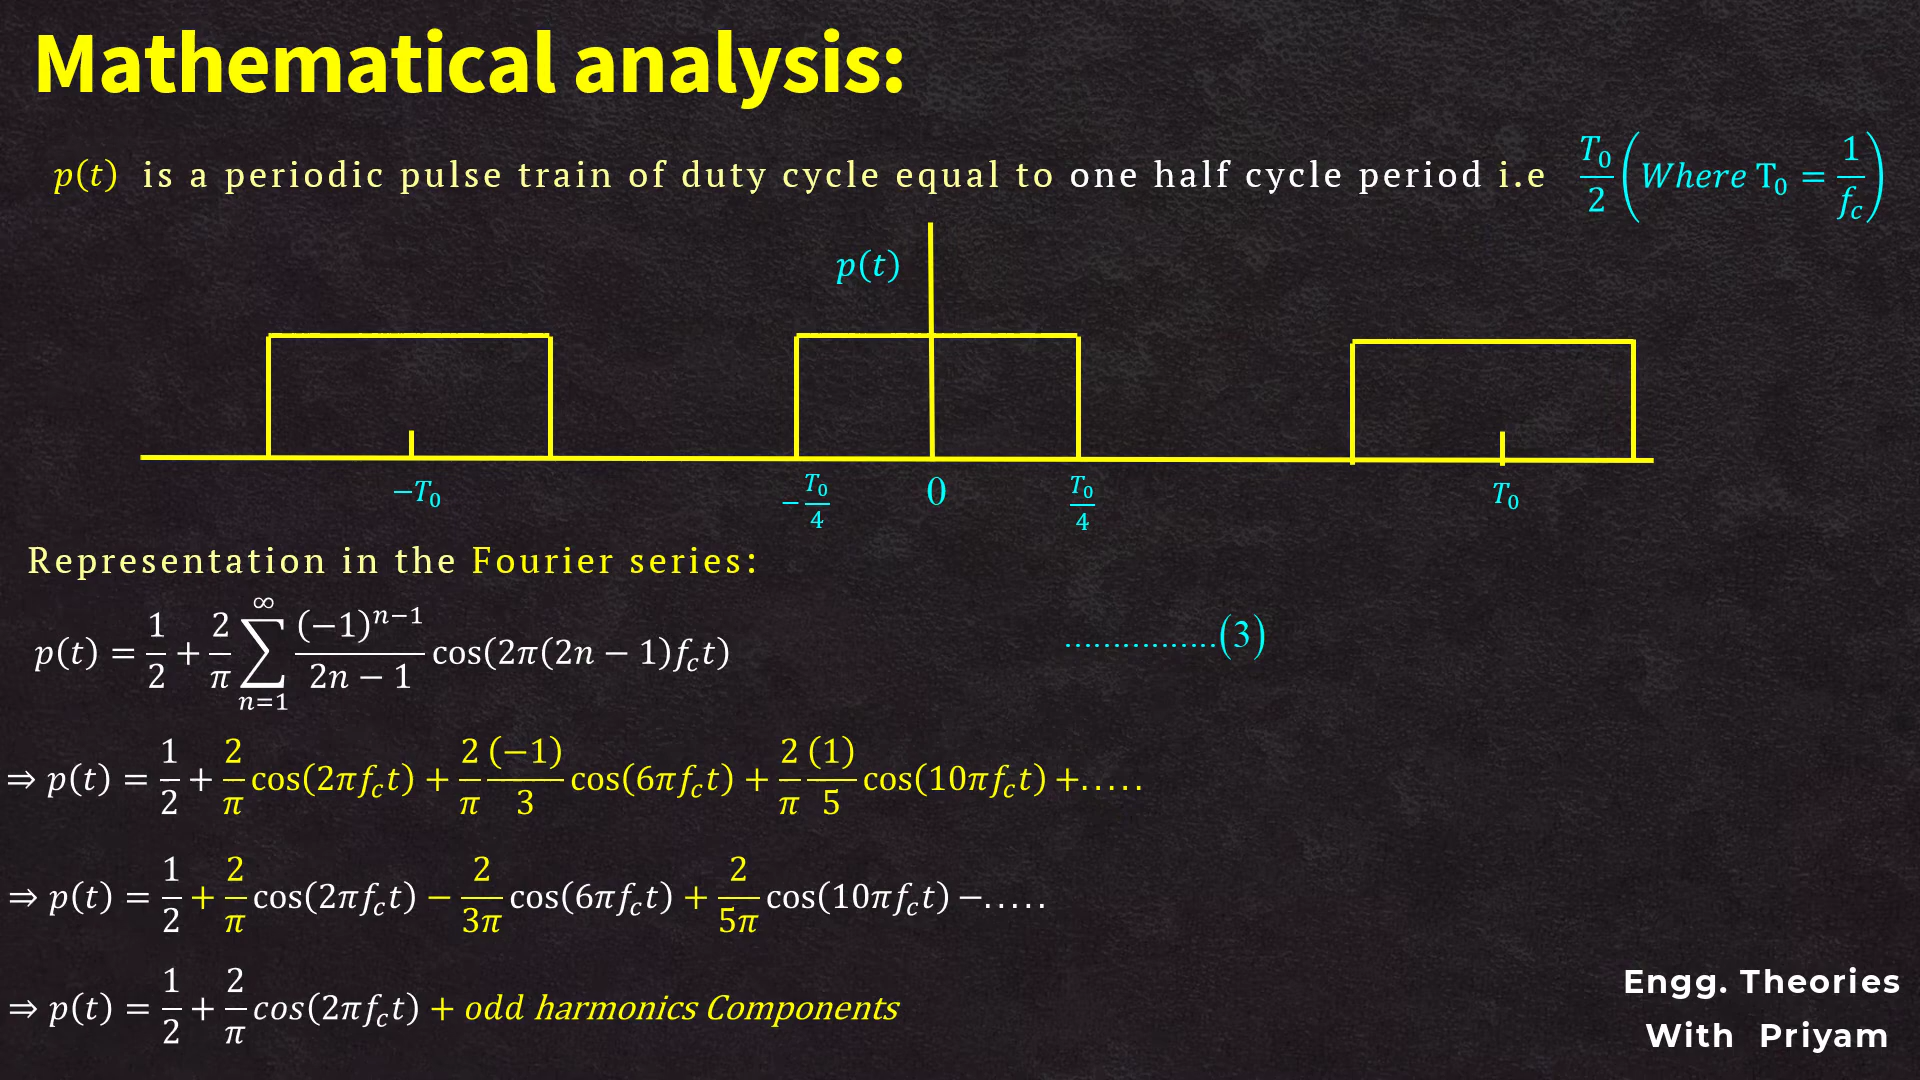 Mathematical analysis:
p(t) is a periodic pulse train of duty cycle equal to one half cycle period i.e T₀/2 (Where T₀ = 1/f_c)
p(t)
−T₀ −T₀/4 0 T₀/4 T₀
Representation in the Fourier series:
p(t) = 1/2 + 2/π ∑_{n=1}^{∞} (−1)^{n−1}/(2n − 1) cos(2π(2n − 1)f_c t) ................(3)
⇒ p(t) = 1/2 + 2/π cos(2πf_c t) + 2/π (−1)/3 cos(6πf_c t) + 2/π (1)/5 cos(10πf_c t) +.....
⇒ p(t) = 1/2 + 2/π cos(2πf_c t) − 2/3π cos(6πf_c t) + 2/5π cos(10πf_c t) −.....
⇒ p(t) = 1/2 + 2/π cos(2πf_c t) + odd harmonics Components
Engg. Theories
With Priyam